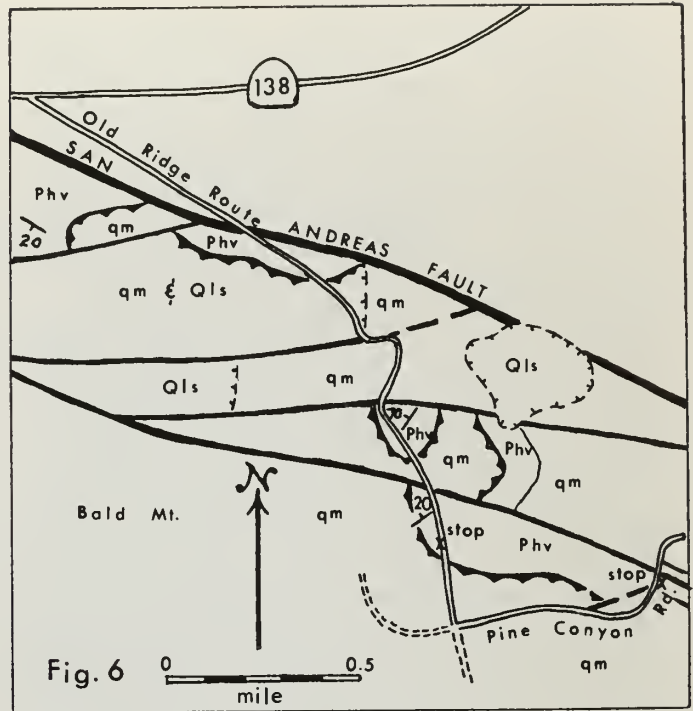 138
Old Ridge Route
SAN ANDREAS FAULT
Phv
20
qm
Phv
qm & Qls
qm
Qls
qm
Qls
70
Phv
qm
Phv
qm
Bald Mt.
N
qm
20
stop
X
Phv
stop
Pine Canyon Rd.
qm
Fig. 6
0 0.5
mile